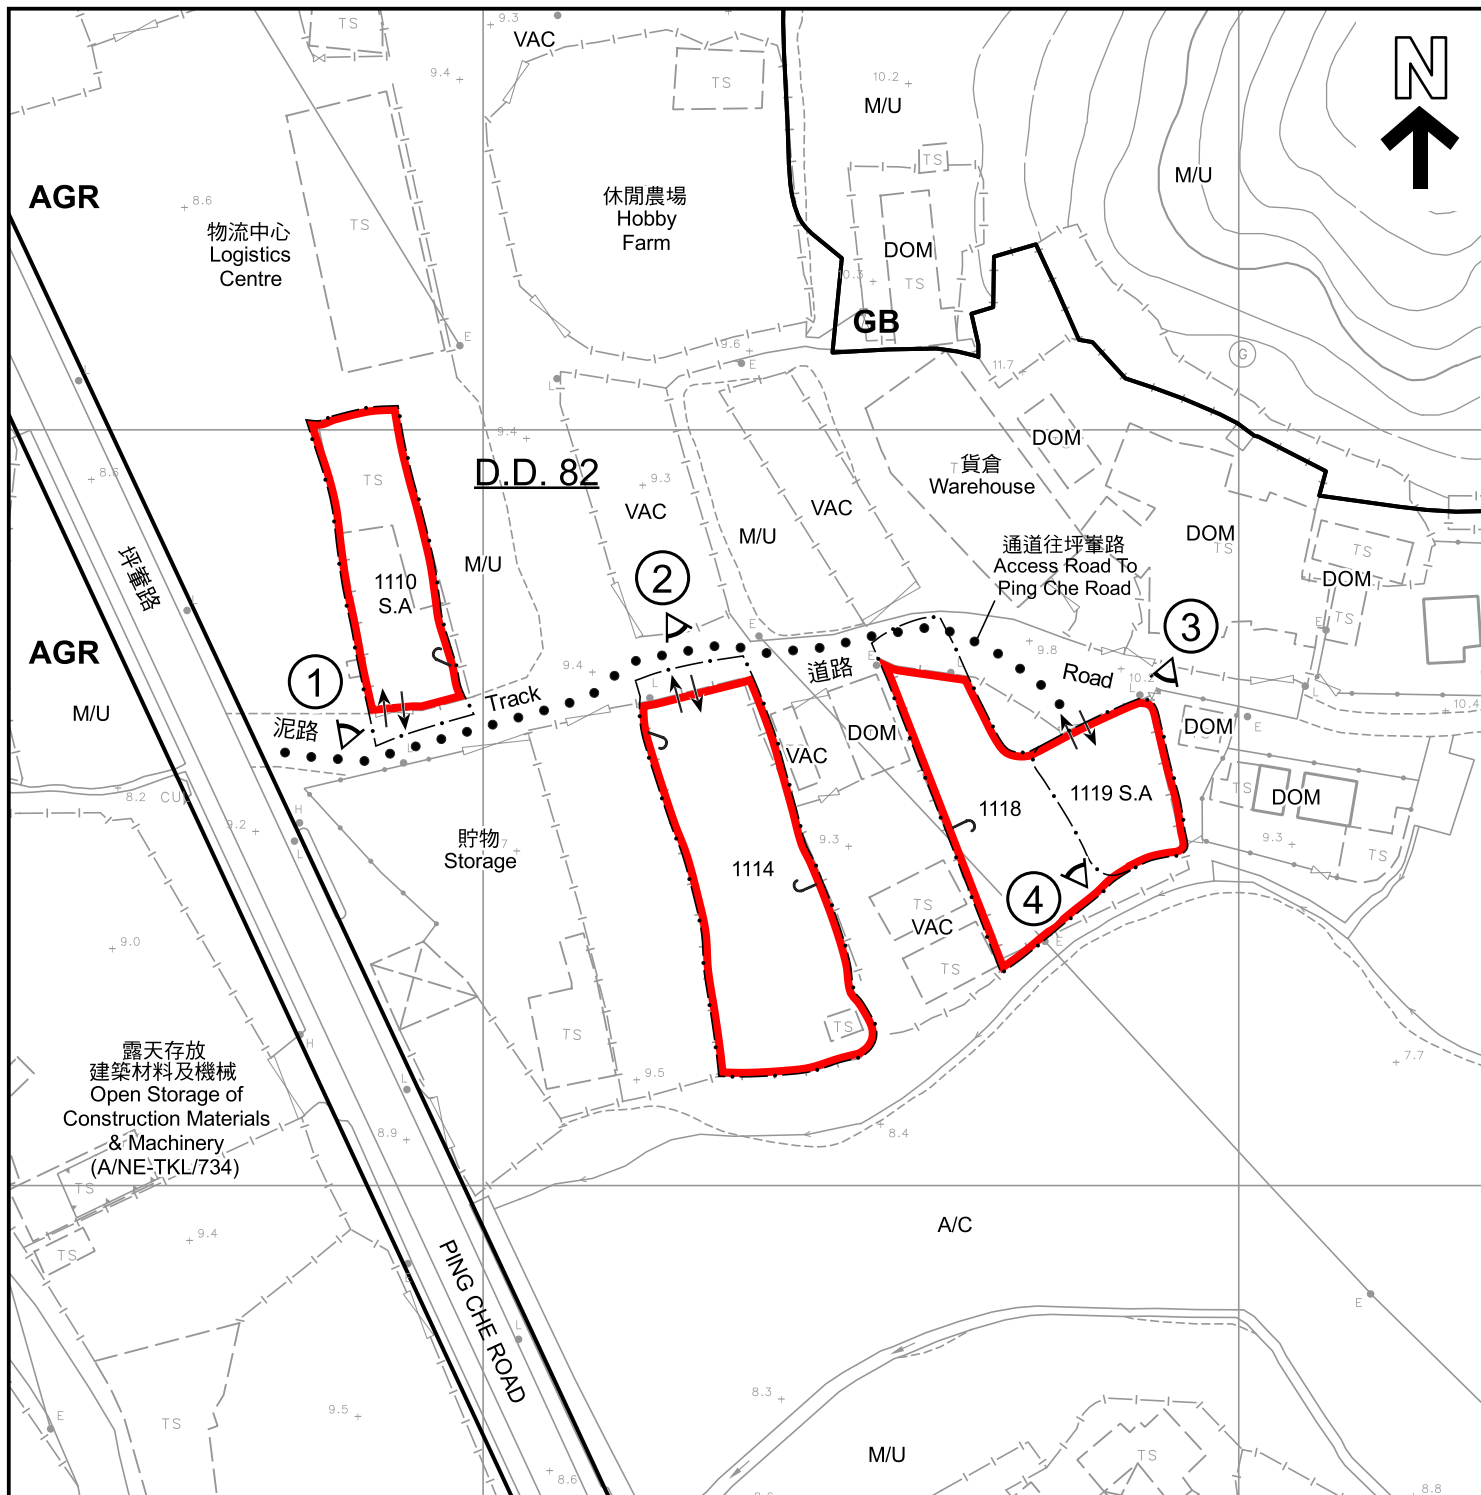 TS
9.3
VAC
TS
9.4
10.2
M/U
N
TS
M/U
AGR
8.6
物流中心
Logistics
Centre
TS
休閒農場
Hobby
Farm
DOM
10.3
TS
GB
E
9.6
E
L
L
11.7
G
9.4
D.D. 82
TS
8.6
9.3
VAC
VAC
M/U
DOM
貨倉
Warehouse
DOM
TS
TS
DOM
TS
坪輋路
L
1110
S.A
M/U
2
通道往坪輋路
Access Road To
Ping Che Road
3
E
E
AGR
M/U
1
9.4
9.8
10.2
道路
Road
E
L
L
10.4
泥路
Track
L
VAC
DOM
TS
DOM
E
8.2
9.2
H
L
貯物
Storage
1114
9.3
1118
1119 S.A
TS
DOM
9.3
TS
4
TS
VAC
TS
E
9.0
TS
TS
H
露天存放
建築材料及機械
Open Storage of
Construction Materials
& Machinery
(A/NE-TKL/734)
TS
L
9.5
8.9
8.4
7.7
TS
9.4
A/C
PING CHE ROAD
L
E
E
TS
9.5
8.3
8.6
M/U
TS
8.8